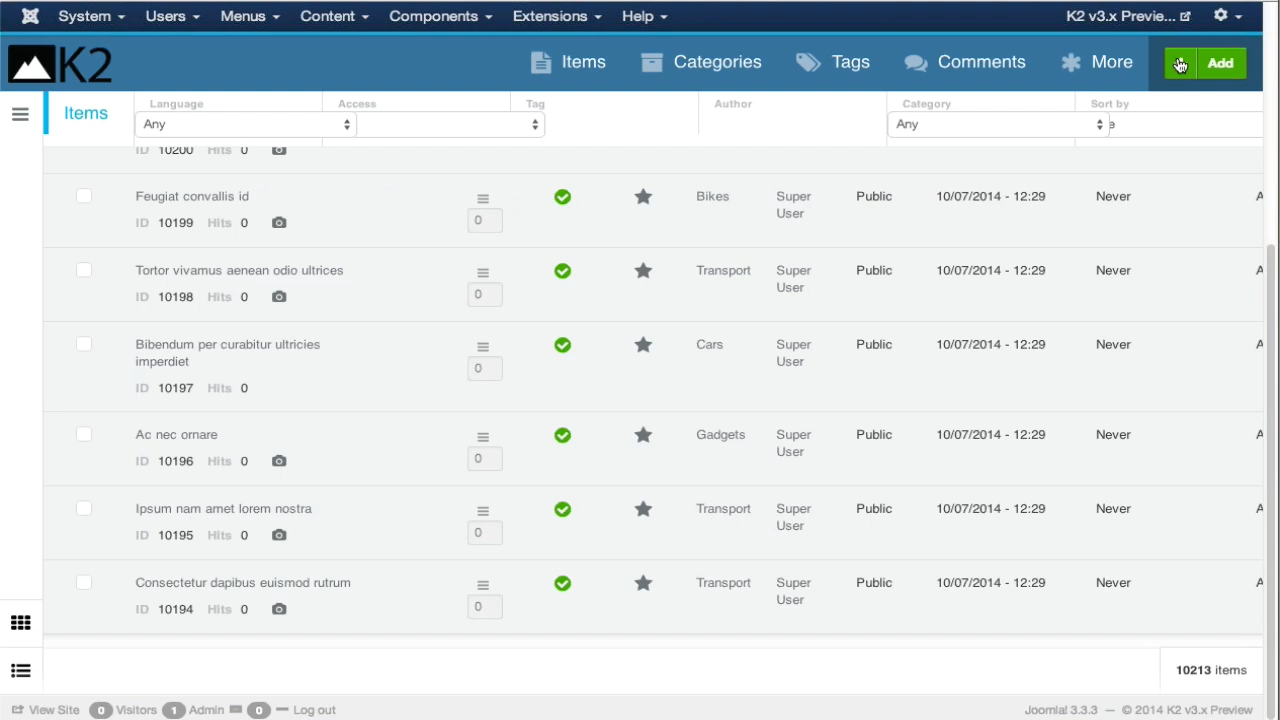 System Users Menus Content Components Extensions Help K2 v3.x Previe...
K2 Items Categories Tags Comments More Add
Items Language Access Tag Author Category Sort by
Any Any e
ID 10200 Hits 0
Feugiat convallis id 0 Bikes Super User Public 10/07/2014 - 12:29 Never A
ID 10199 Hits 0
Tortor vivamus aenean odio ultrices 0 Transport Super User Public 10/07/2014 - 12:29 Never A
ID 10198 Hits 0
Bibendum per curabitur ultricies 0 Cars Super User Public 10/07/2014 - 12:29 Never A
imperdiet
ID 10197 Hits 0
Ac nec ornare 0 Gadgets Super User Public 10/07/2014 - 12:29 Never A
ID 10196 Hits 0
Ipsum nam amet lorem nostra 0 Transport Super User Public 10/07/2014 - 12:29 Never A
ID 10195 Hits 0
Consectetur dapibus euismod rutrum 0 Transport Super User Public 10/07/2014 - 12:29 Never A
ID 10194 Hits 0
10213 items
View Site 0 Visitors 1 Admin 0 Log out Joomla! 3.3.3 — © 2014 K2 v3.x Preview